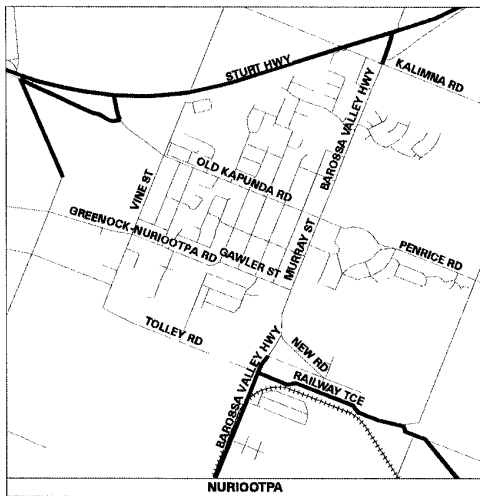 STURT HWY
KALIMNA RD
BAROSSA VALLEY HWY
OLD KAPUNDA RD
VINE ST
GREENOCK-NURIOOTPA RD
GAWLER ST
MURRAY ST
PENRICE RD
TOLLEY RD
BAROSSA VALLEY HWY
NEW RD
RAILWAY TCE
NURIOOTPA